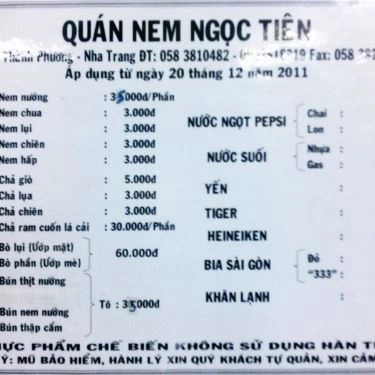 QUÁN NEM NGỌC TIÊN
Thành Phương - Nha Trang ĐT: 058 3810482 - Fax: 058
Áp dụng từ ngày 20 tháng 12 năm 2011
Nem nướng : 35000đ/Phần
Nem chua : 3.000đ
Nem lụi : 3.000đ
Nem chiên : 3.000đ
Nem hấp : 3.000đ
Chả giò : 5.000đ
Chả lụa : 3.000đ
Chả chiên : 3.000đ
Chả ram cuốn lá cải : 30.000đ/Phần
Bò lụi (Ướp mật)
Bò phần (Ướp mè)
60.000đ
Bún thịt nướng
Bún nem nướng
Bún thập cẩm
Tô : 35000đ
NƯỚC NGỌT PEPSI
Chai :
Lon :
NƯỚC SUỐI
Nhựa :
Gas :
YẾN :
TIGER :
HEINEIKEN :
BIA SÀI GÒN
Đỏ :
"333" :
KHĂN LẠNH :
PHẨM CHẾ BIẾN KHÔNG SỬ DỤNG HÀN
Ý: MŨ BẢO HIỂM, HÀNH LÝ XIN QUÝ KHÁCH TỰ QUẢN, XIN CẢM